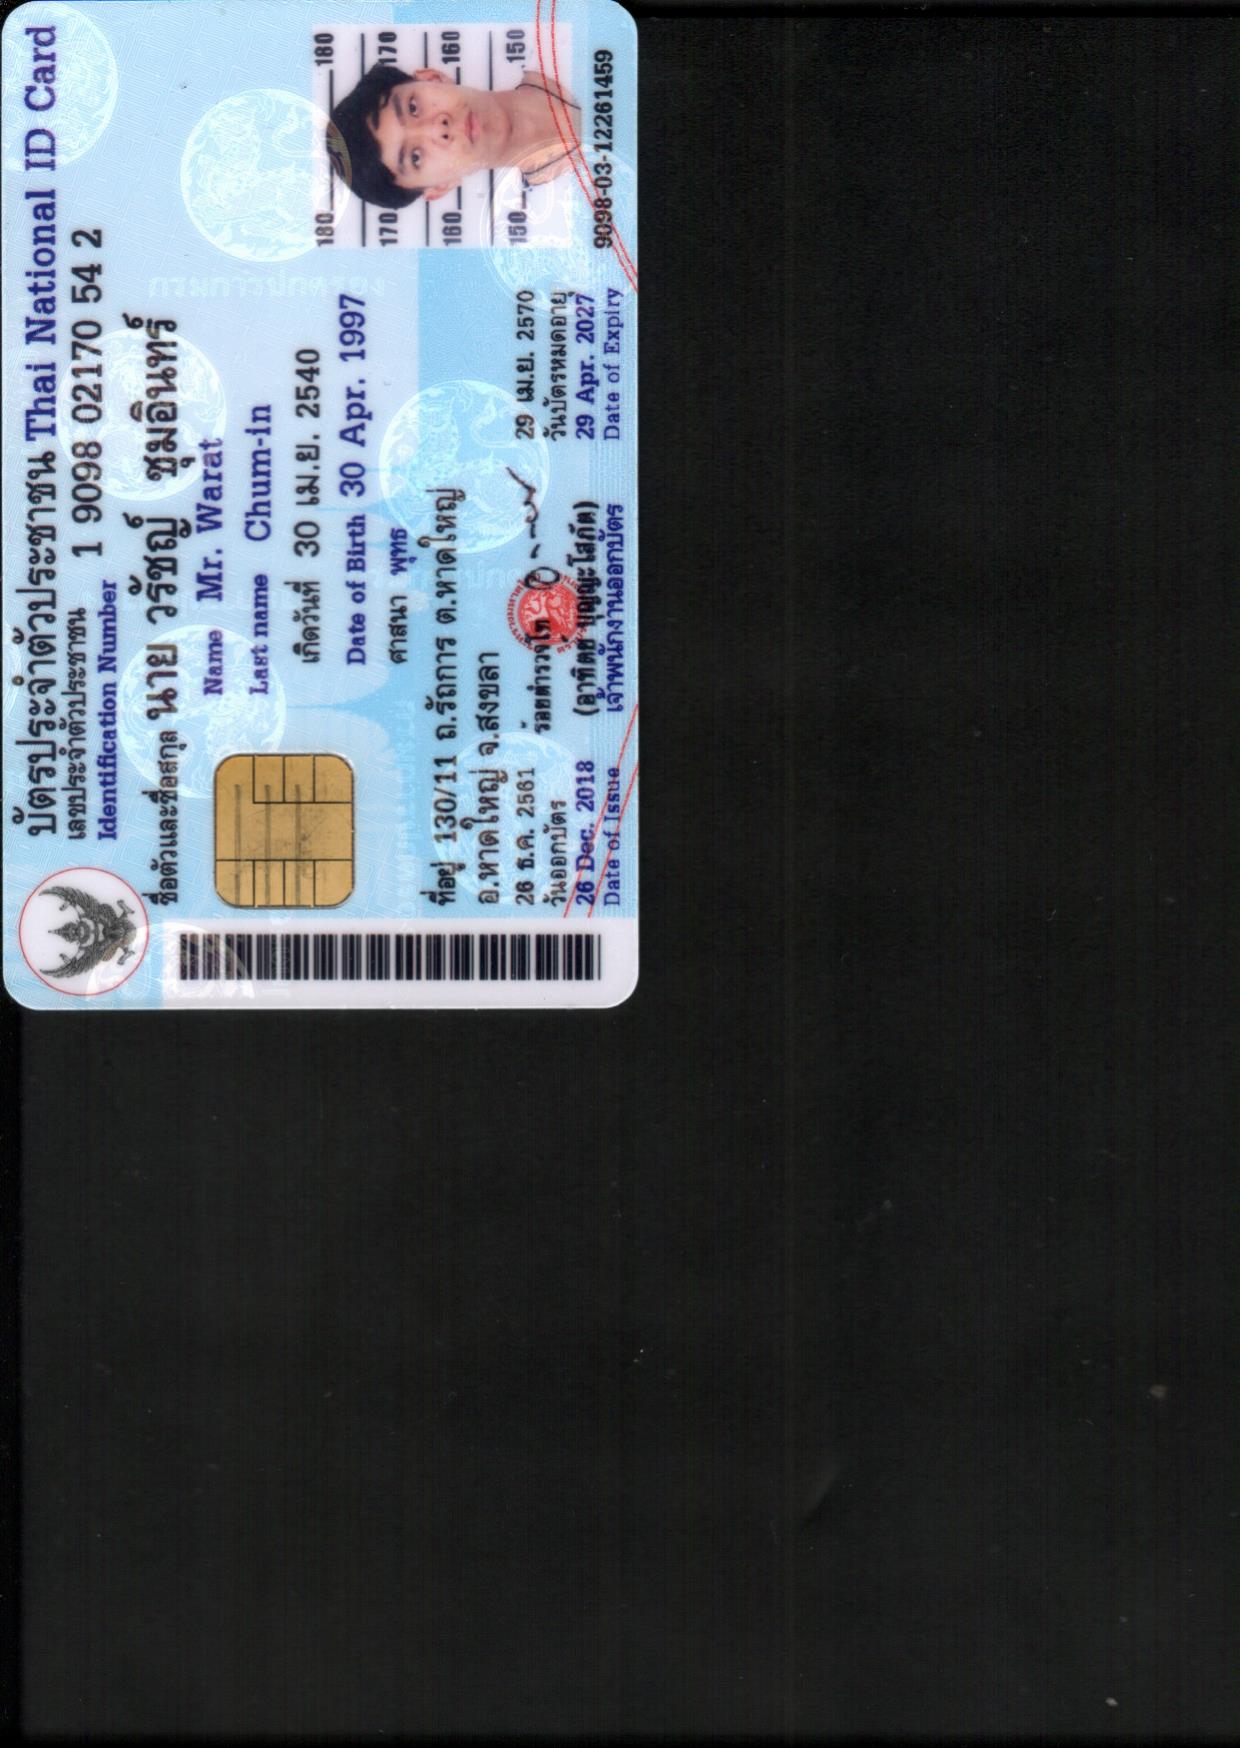 บัตรประจำตัวประชาชน Thai National ID Card
เลขประจำตัวประชาชน
Identification Number
1 9098 02170 54 2
ชื่อตัวและชื่อสกุล นาย วรัชญ์ ชุมอินทร์
Name Mr. Warat
Last name Chum-in
เกิดวันที่ 30 เม.ย. 2540
Date of Birth 30 Apr. 1997
ศาสนา พุทธ
ที่อยู่ 130/11 ถ.รัถการ ต.หาดใหญ่
อ.หาดใหญ่ จ.สงขลา
26 ธ.ค. 2561
วันออกบัตร
26 Dec. 2018
Date of Issue
ร้อยตำรวจโท
(อาทิตย์ บุญญะโสภัต)
เจ้าพนักงานออกบัตร
29 เม.ย. 2570
วันบัตรหมดอายุ
29 Apr. 2027
Date of Expiry
180 180
170 170
160 160
150 150
9098-03-12261459